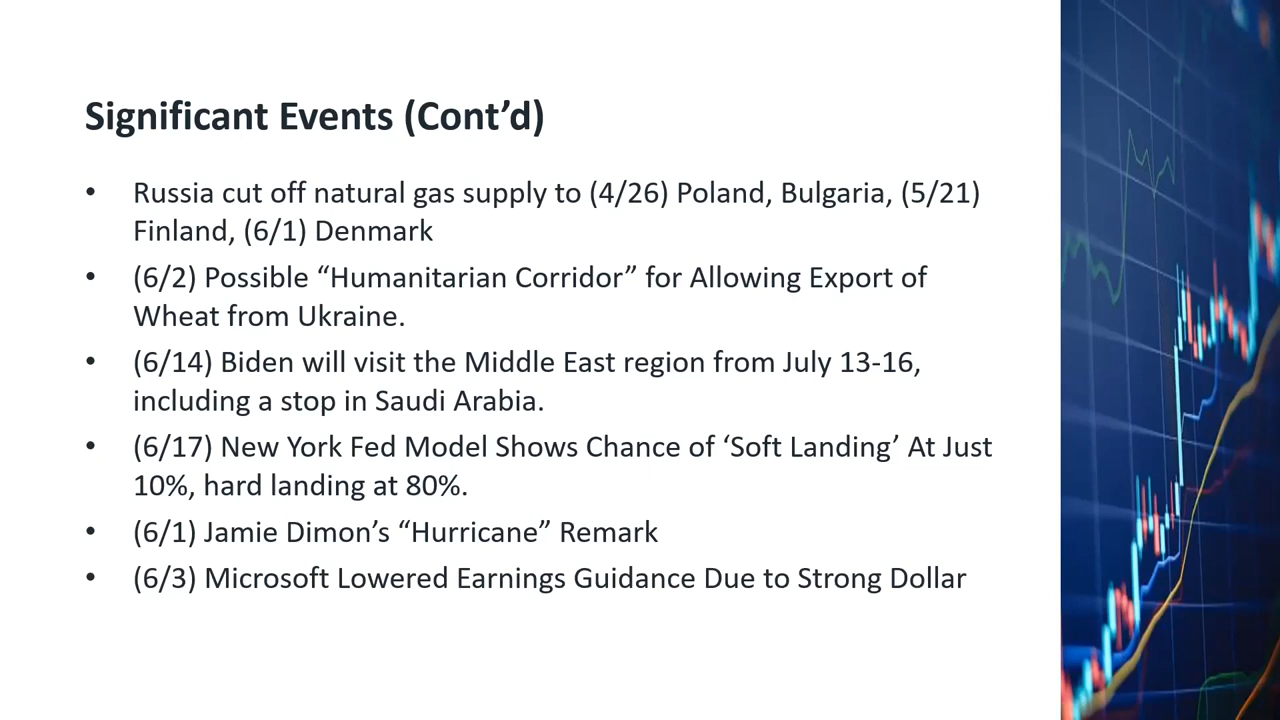 Significant Events (Cont’d)
• Russia cut off natural gas supply to (4/26) Poland, Bulgaria, (5/21)
Finland, (6/1) Denmark
• (6/2) Possible “Humanitarian Corridor” for Allowing Export of
Wheat from Ukraine.
• (6/14) Biden will visit the Middle East region from July 13-16,
including a stop in Saudi Arabia.
• (6/17) New York Fed Model Shows Chance of ‘Soft Landing’ At Just
10%, hard landing at 80%.
• (6/1) Jamie Dimon’s “Hurricane” Remark
• (6/3) Microsoft Lowered Earnings Guidance Due to Strong Dollar